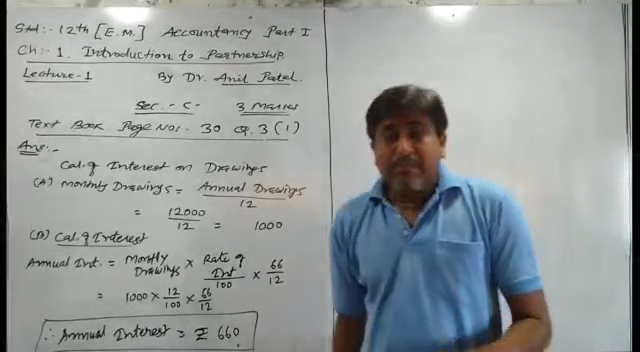 Std:- 12th [E.M.] Accountancy Part I
Ch:- 1. Introduction to Partnership.
Lecture-1 By Dr. Anil Patel.
Sec. - C- 3 Marks
Text Book Page Nos. 30 Q.3 (1)
Ans:-
Cal. of Interest on Drawings
(A) Monthly Drawings = Annual Drawings / 12
= 12000 / 12 = 1000
(B) Cal. of Interest
Annual Int. = Monthly Drawings × Rate of Int / 100 × 66 / 12
= 1000 × 12 / 100 × 66 / 12
∴ Annual Interest = ₹ 660.